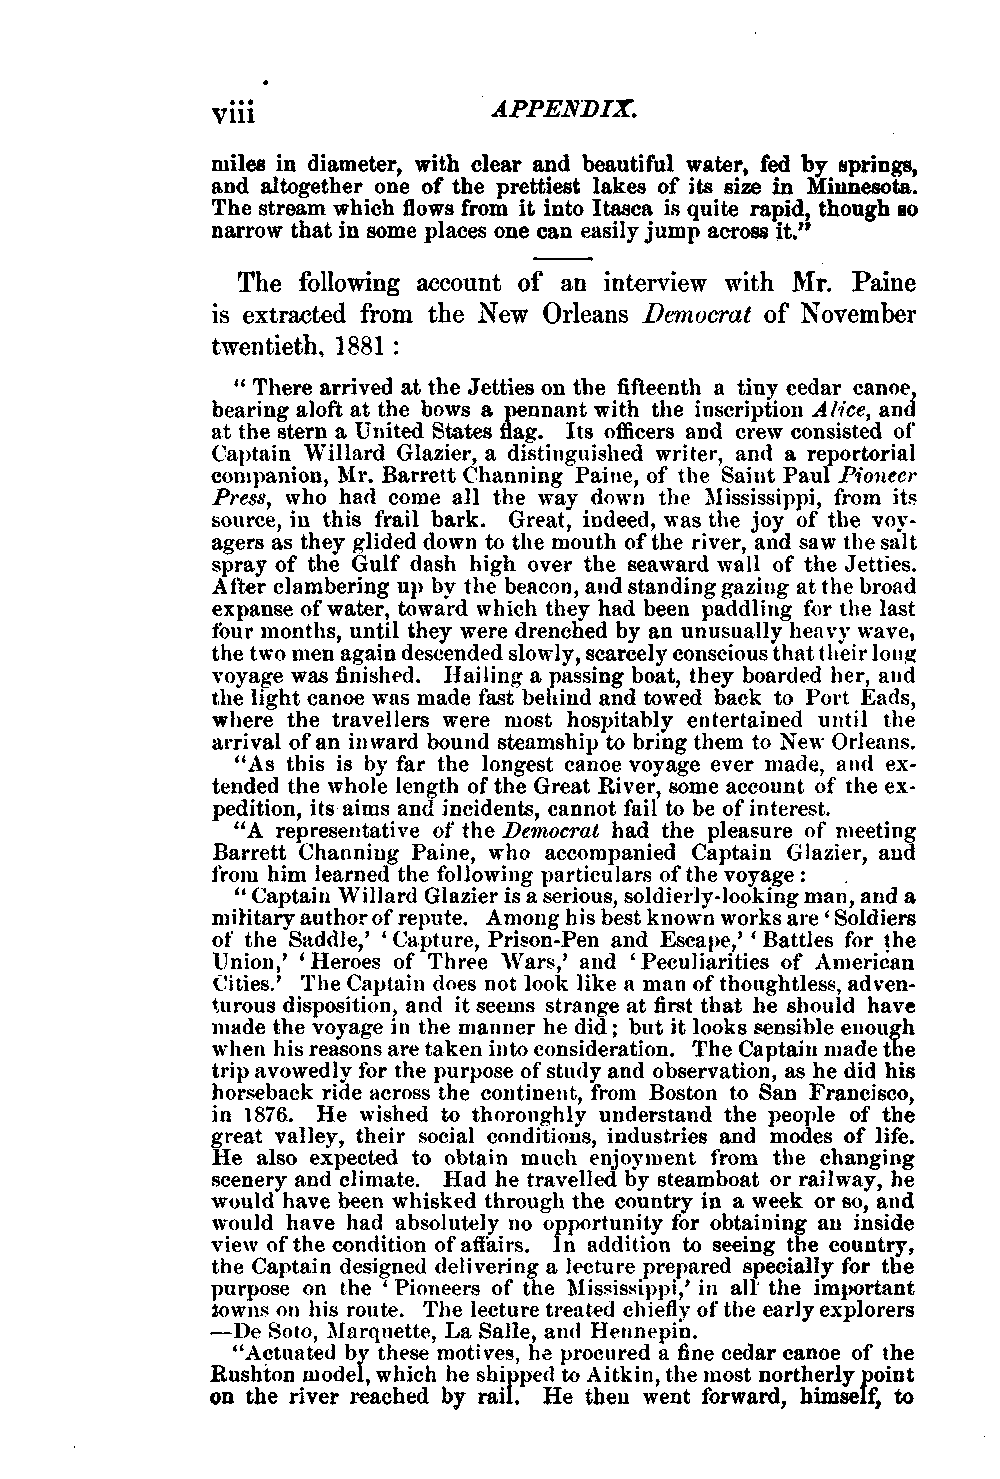 viii APPENDIX.
miles in diameter, with clear and beautiful water, fed by springs,
and altogether one of the prettiest lakes of its size in Minnesota.
The stream which flows from it into Itasca is quite rapid, though so
narrow that in some places one can easily jump across it."
The following account of an interview with Mr. Paine
is extracted from the New Orleans Democrat of November
twentieth, 1881 :
" There arrived at the Jetties on the fifteenth a tiny cedar canoe,
bearing aloft at the bows a pennant with the inscription Alice, and
at the stern a United States flag. Its officers and crew consisted of
Captain Willard Glazier, a distinguished writer, and a reportorial
companion, Mr. Barrett Channing Paine, of the Saint Paul Pioneer
Press, who had come all the way down the Mississippi, from its
source, in this frail bark. Great, indeed, was the joy of the voy-
agers as they glided down to the mouth of the river, and saw the salt
spray of the Gulf dash high over the seaward wall of the Jetties.
After clambering up by the beacon, and standing gazing at the broad
expanse of water, toward which they had been paddling for the last
four months, until they were drenched by an unusually heavy wave,
the two men again descended slowly, scarcely conscious that their long
voyage was finished. Hailing a passing boat, they boarded her, and
the light canoe was made fast behind and towed back to Port Eads,
where the travellers were most hospitably entertained until the
arrival of an inward bound steamship to bring them to New Orleans.
"As this is by far the longest canoe voyage ever made, and ex-
tended the whole length of the Great River, some account of the ex-
pedition, its aims and incidents, cannot fail to be of interest.
"A representative of the Democrat had the pleasure of meeting
Barrett Channing Paine, who accompanied Captain Glazier, and
from him learned the following particulars of the voyage :
" Captain Willard Glazier is a serious, soldierly-looking man, and a
military author of repute. Among his best known works are ‘ Soldiers
of the Saddle,’ ‘ Capture, Prison-Pen and Escape,’ ‘ Battles for the
Union,’ ‘ Heroes of Three Wars,’ and ‘ Peculiarities of American
Cities.’ The Captain does not look like a man of thoughtless, adven-
turous disposition, and it seems strange at first that he should have
made the voyage in the manner he did ; but it looks sensible enough
when his reasons are taken into consideration. The Captain made the
trip avowedly for the purpose of study and observation, as he did his
horseback ride across the continent, from Boston to San Francisco,
in 1876. He wished to thoroughly understand the people of the
great valley, their social conditions, industries and modes of life.
He also expected to obtain much enjoyment from the changing
scenery and climate. Had he travelled by steamboat or railway, he
would have been whisked through the country in a week or so, and
would have had absolutely no opportunity for obtaining an inside
view of the condition of affairs. In addition to seeing the country,
the Captain designed delivering a lecture prepared specially for the
purpose on the ‘ Pioneers of the Mississippi,’ in all the important
towns on his route. The lecture treated chiefly of the early explorers
—De Soto, Marquette, La Salle, and Hennepin.
"Actuated by these motives, he procured a fine cedar canoe of the
Rushton model, which he shipped to Aitkin, the most northerly point
on the river reached by rail. He then went forward, himself, to